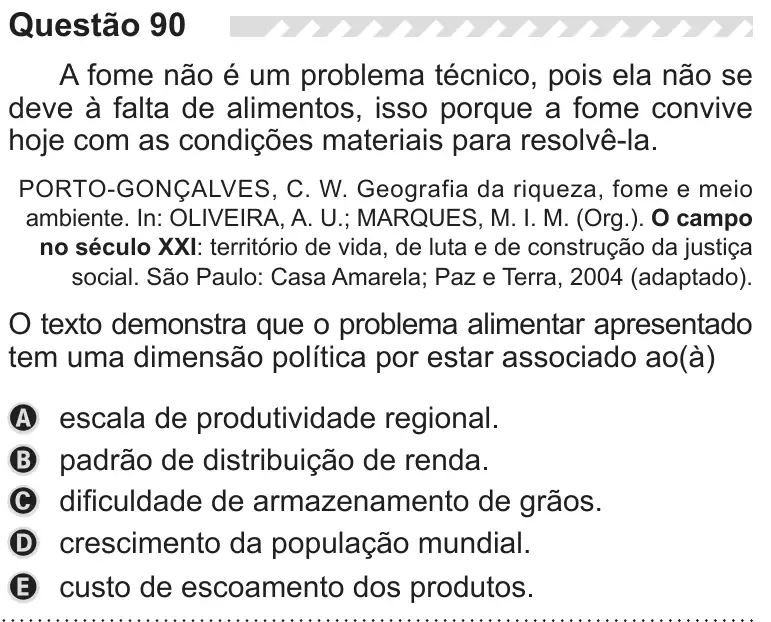 Questão 90
A fome não é um problema técnico, pois ela não se
deve à falta de alimentos, isso porque a fome convive
hoje com as condições materiais para resolvê-la.
PORTO-GONÇALVES, C. W. Geografia da riqueza, fome e meio
ambiente. In: OLIVEIRA, A. U.; MARQUES, M. I. M. (Org.). O campo
no século XXI: território de vida, de luta e de construção da justiça
social. São Paulo: Casa Amarela; Paz e Terra, 2004 (adaptado).
O texto demonstra que o problema alimentar apresentado
tem uma dimensão política por estar associado ao(à)
A escala de produtividade regional.
B padrão de distribuição de renda.
C dificuldade de armazenamento de grãos.
D crescimento da população mundial.
E custo de escoamento dos produtos.